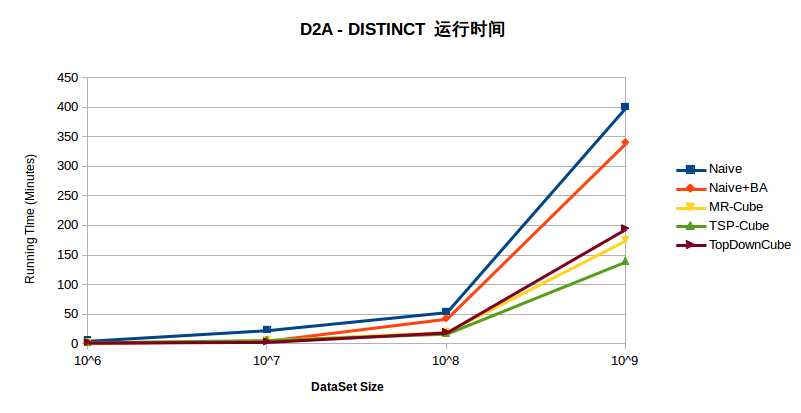 D2A - DISTINCT 运行时间
450
400
350
300
250
200
150
100
50
0
Running Time (Minutes)
10^6 10^7 10^8 10^9
DataSet Size
Naive
Naive+BA
MR-Cube
TSP-Cube
TopDownCube